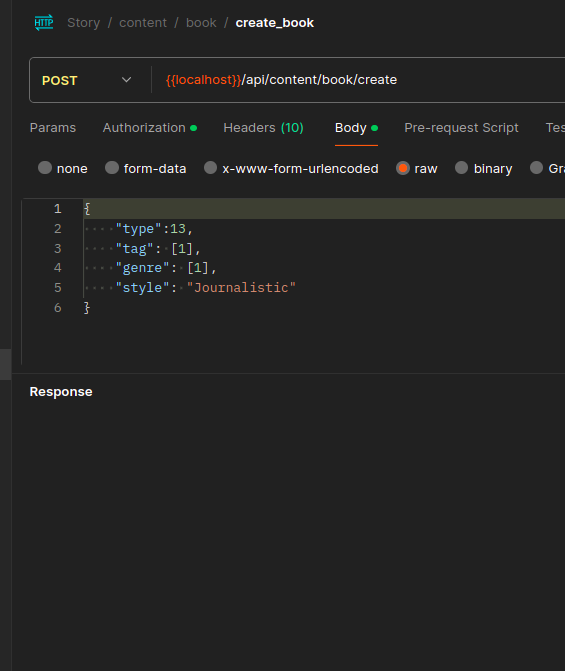 HTTP Story / content / book / create_book
POST {{localhost}}/api/content/book/create
Params Authorization Headers (10) Body Pre-request Script Tes
none form-data x-www-form-urlencoded raw binary Gra
1 {
2 "type":13,
3 "tag": [1],
4 "genre": [1],
5 "style": "Journalistic"
6 }
Response